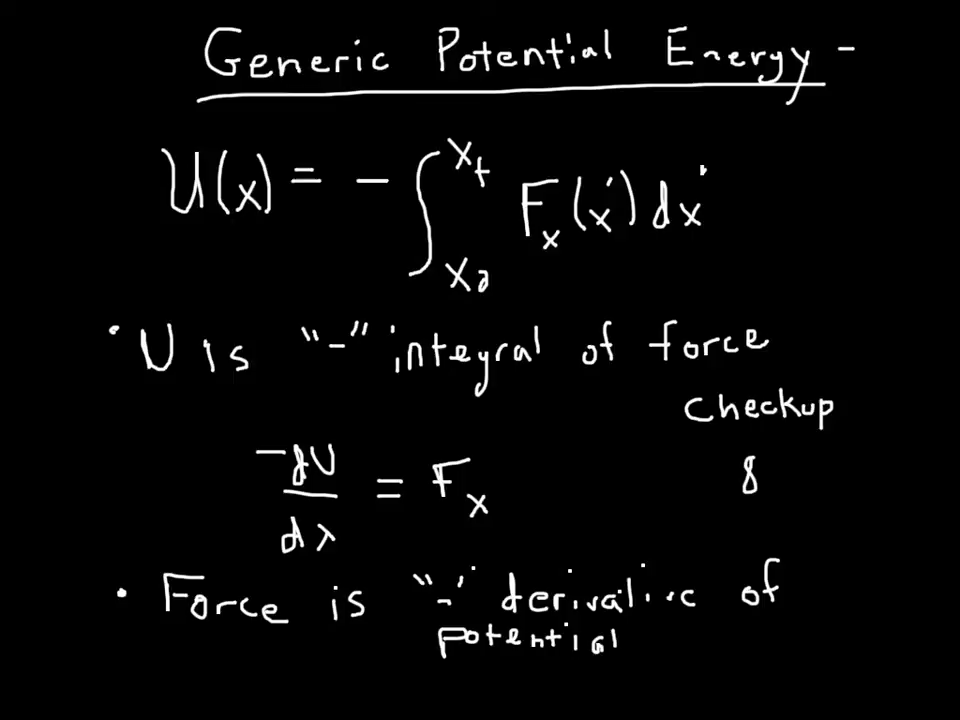 Generic Potential Energy -
U(x) = - ∫_{x_0}^{x_f} F_x(x') dx'
• U is "-" integral of force
checkup
8
-dU/dx = F_x
• Force is "-" derivative of
potential